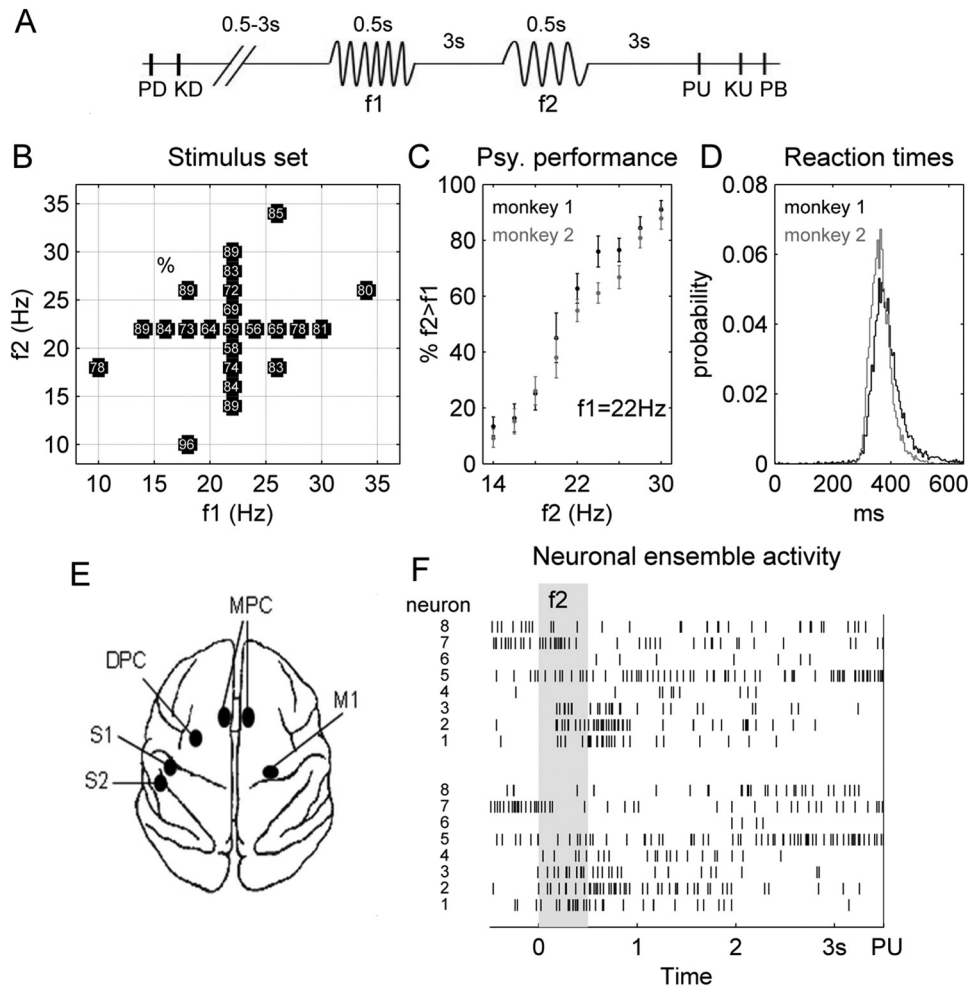 A
0.5-3s 0.5s 3s 0.5s 3s
PD KD f1 f2 PU KU PB
B Stimulus set
f2 (Hz)
35
30
25
20
15
10
%
85
89
83
89 72 80
69
89 84 73 64 59 56 65 78 81
58
78 74 83
84
89
96
10 15 20 25 30 35
f1 (Hz)
C Psy. performance
% f2>f1
100
80
60
40
20
0
monkey 1
monkey 2
f1=22Hz
14 22 30
f2 (Hz)
D Reaction times
probability
0.08
0.06
0.04
0.02
0
monkey 1
monkey 2
0 200 400 600
ms
E
MPC
DPC
M1
S1
S2
F Neuronal ensemble activity
neuron f2
8
7
6
5
4
3
2
1
8
7
6
5
4
3
2
1
0 1 2 3s PU
Time